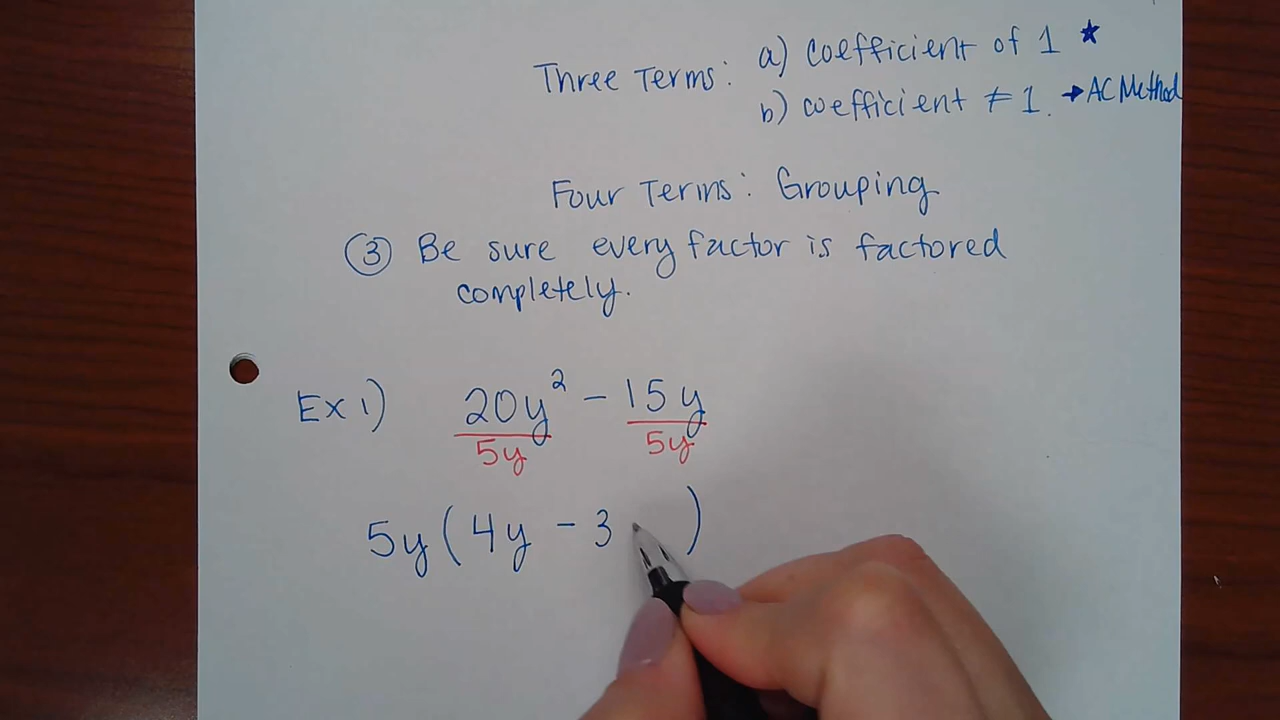 Three Terms: a) coefficient of 1 ★
b) coefficient ≠ 1. → AC Method
Four Terms: Grouping
③ Be sure every factor is factored
completely.
Ex 1) 20y² - 15y
5y 5y
5y(4y - 3 )